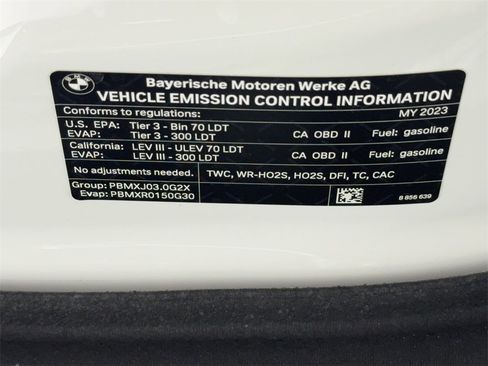 BMW
Bayerische Motoren Werke AG
VEHICLE EMISSION CONTROL INFORMATION
Conforms to regulations: MY 2023
U.S. EPA: Tier 3 - Bin 70 LDT CA OBD II Fuel: gasoline
EVAP: Tier 3 - 300 LDT
California: LEV III - ULEV 70 LDT CA OBD II Fuel: gasoline
EVAP: LEV III - 300 LDT
No adjustments needed. TWC, WR-HO2S, HO2S, DFI, TC, CAC
Group: PBMXJ03.0G2X
Evap: PBMXR0150G30 8 856 639